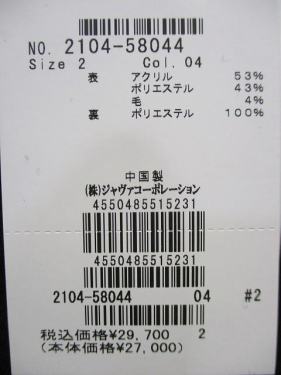 NO. 2104-58044
Size 2 Col. 04
表 アクリル 53%
ポリエステル 43%
毛 4%
裏 ポリエステル 100%
中国製
(株)ジャヴァコーポレーション
4550485515231
4550485515231
2104-58044 04 #2
税込価格¥29,700 2
(本体価格¥27,000)